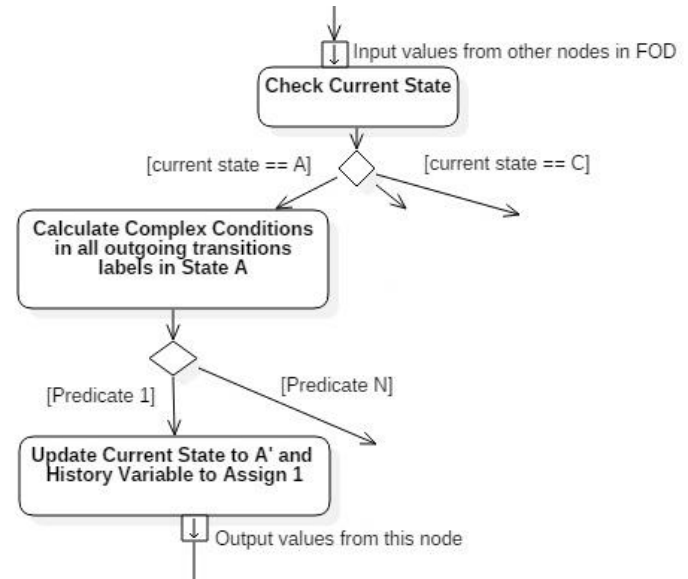 Input values from other nodes in FOD
Check Current State
[current state == A]
[current state == C]
Calculate Complex Conditions
in all outgoing transitions
labels in State A
[Predicate 1]
[Predicate N]
Update Current State to A' and
History Variable to Assign 1
Output values from this node